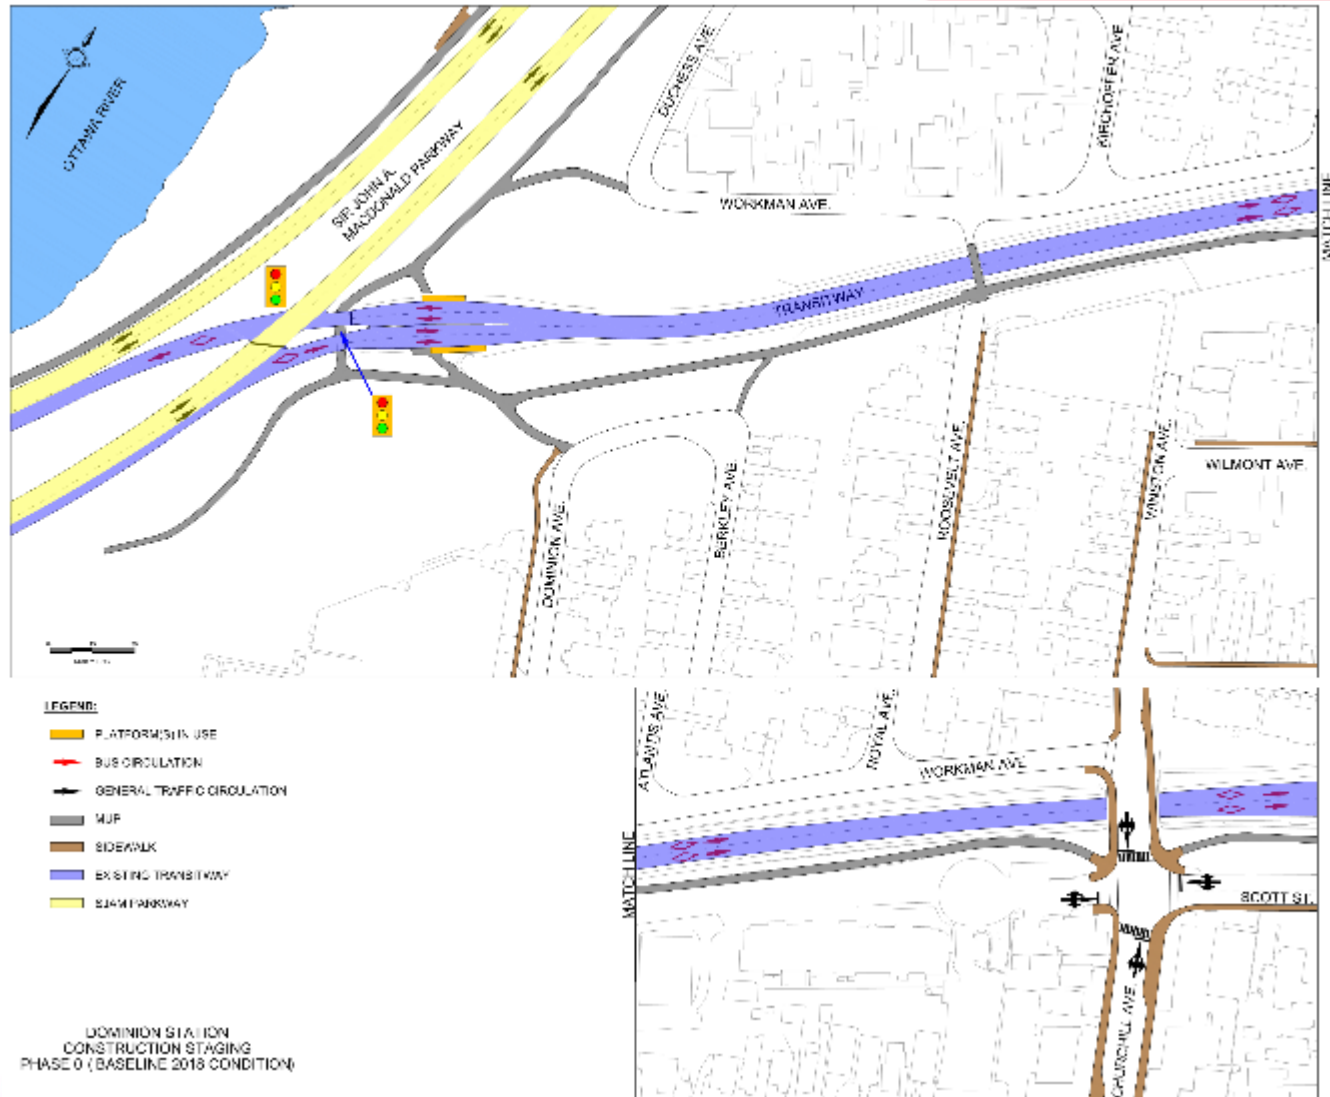 OTTAWA RIVER
SIR JOHN A.
MACDONALD PARKWAY
DUCHESS AVE.
KIRCHOFFER AVE
WORKMAN AVE.
MATCH LINE
TRANSITWAY
DOMINION AVE.
BERKLEY AVE.
ROOSEVELT AVE.
WINSTON AVE.
WILMONT AVE.
LEGEND:
PLATFORM(S) IN USE
BUS CIRCULATION
GENERAL TRAFFIC CIRCULATION
MUP
SIDEWALK
EXISTING TRANSITWAY
SJAM PARKWAY
DOMINION STATION
CONSTRUCTION STAGING
PHASE 0 ( BASELINE 2018 CONDITION)
MATCH LINE
ATLANDIS AVE.
ROYAL AVE.
WORKMAN AVE
SCOTT ST.
CHURCHILL AVE.